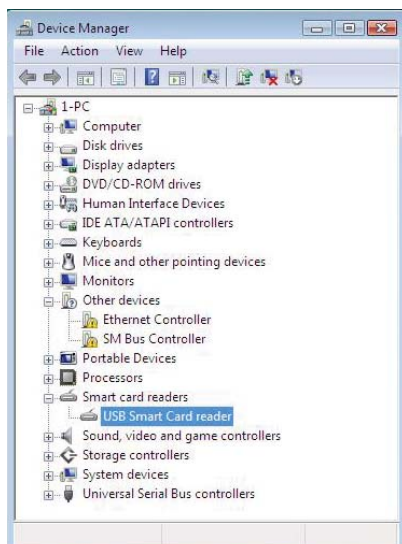 Device Manager
File Action View Help
1-PC
Computer
Disk drives
Display adapters
DVD/CD-ROM drives
Human Interface Devices
IDE ATA/ATAPI controllers
Keyboards
Mice and other pointing devices
Monitors
Other devices
Ethernet Controller
SM Bus Controller
Portable Devices
Processors
Smart card readers
USB Smart Card reader
Sound, video and game controllers
Storage controllers
System devices
Universal Serial Bus controllers